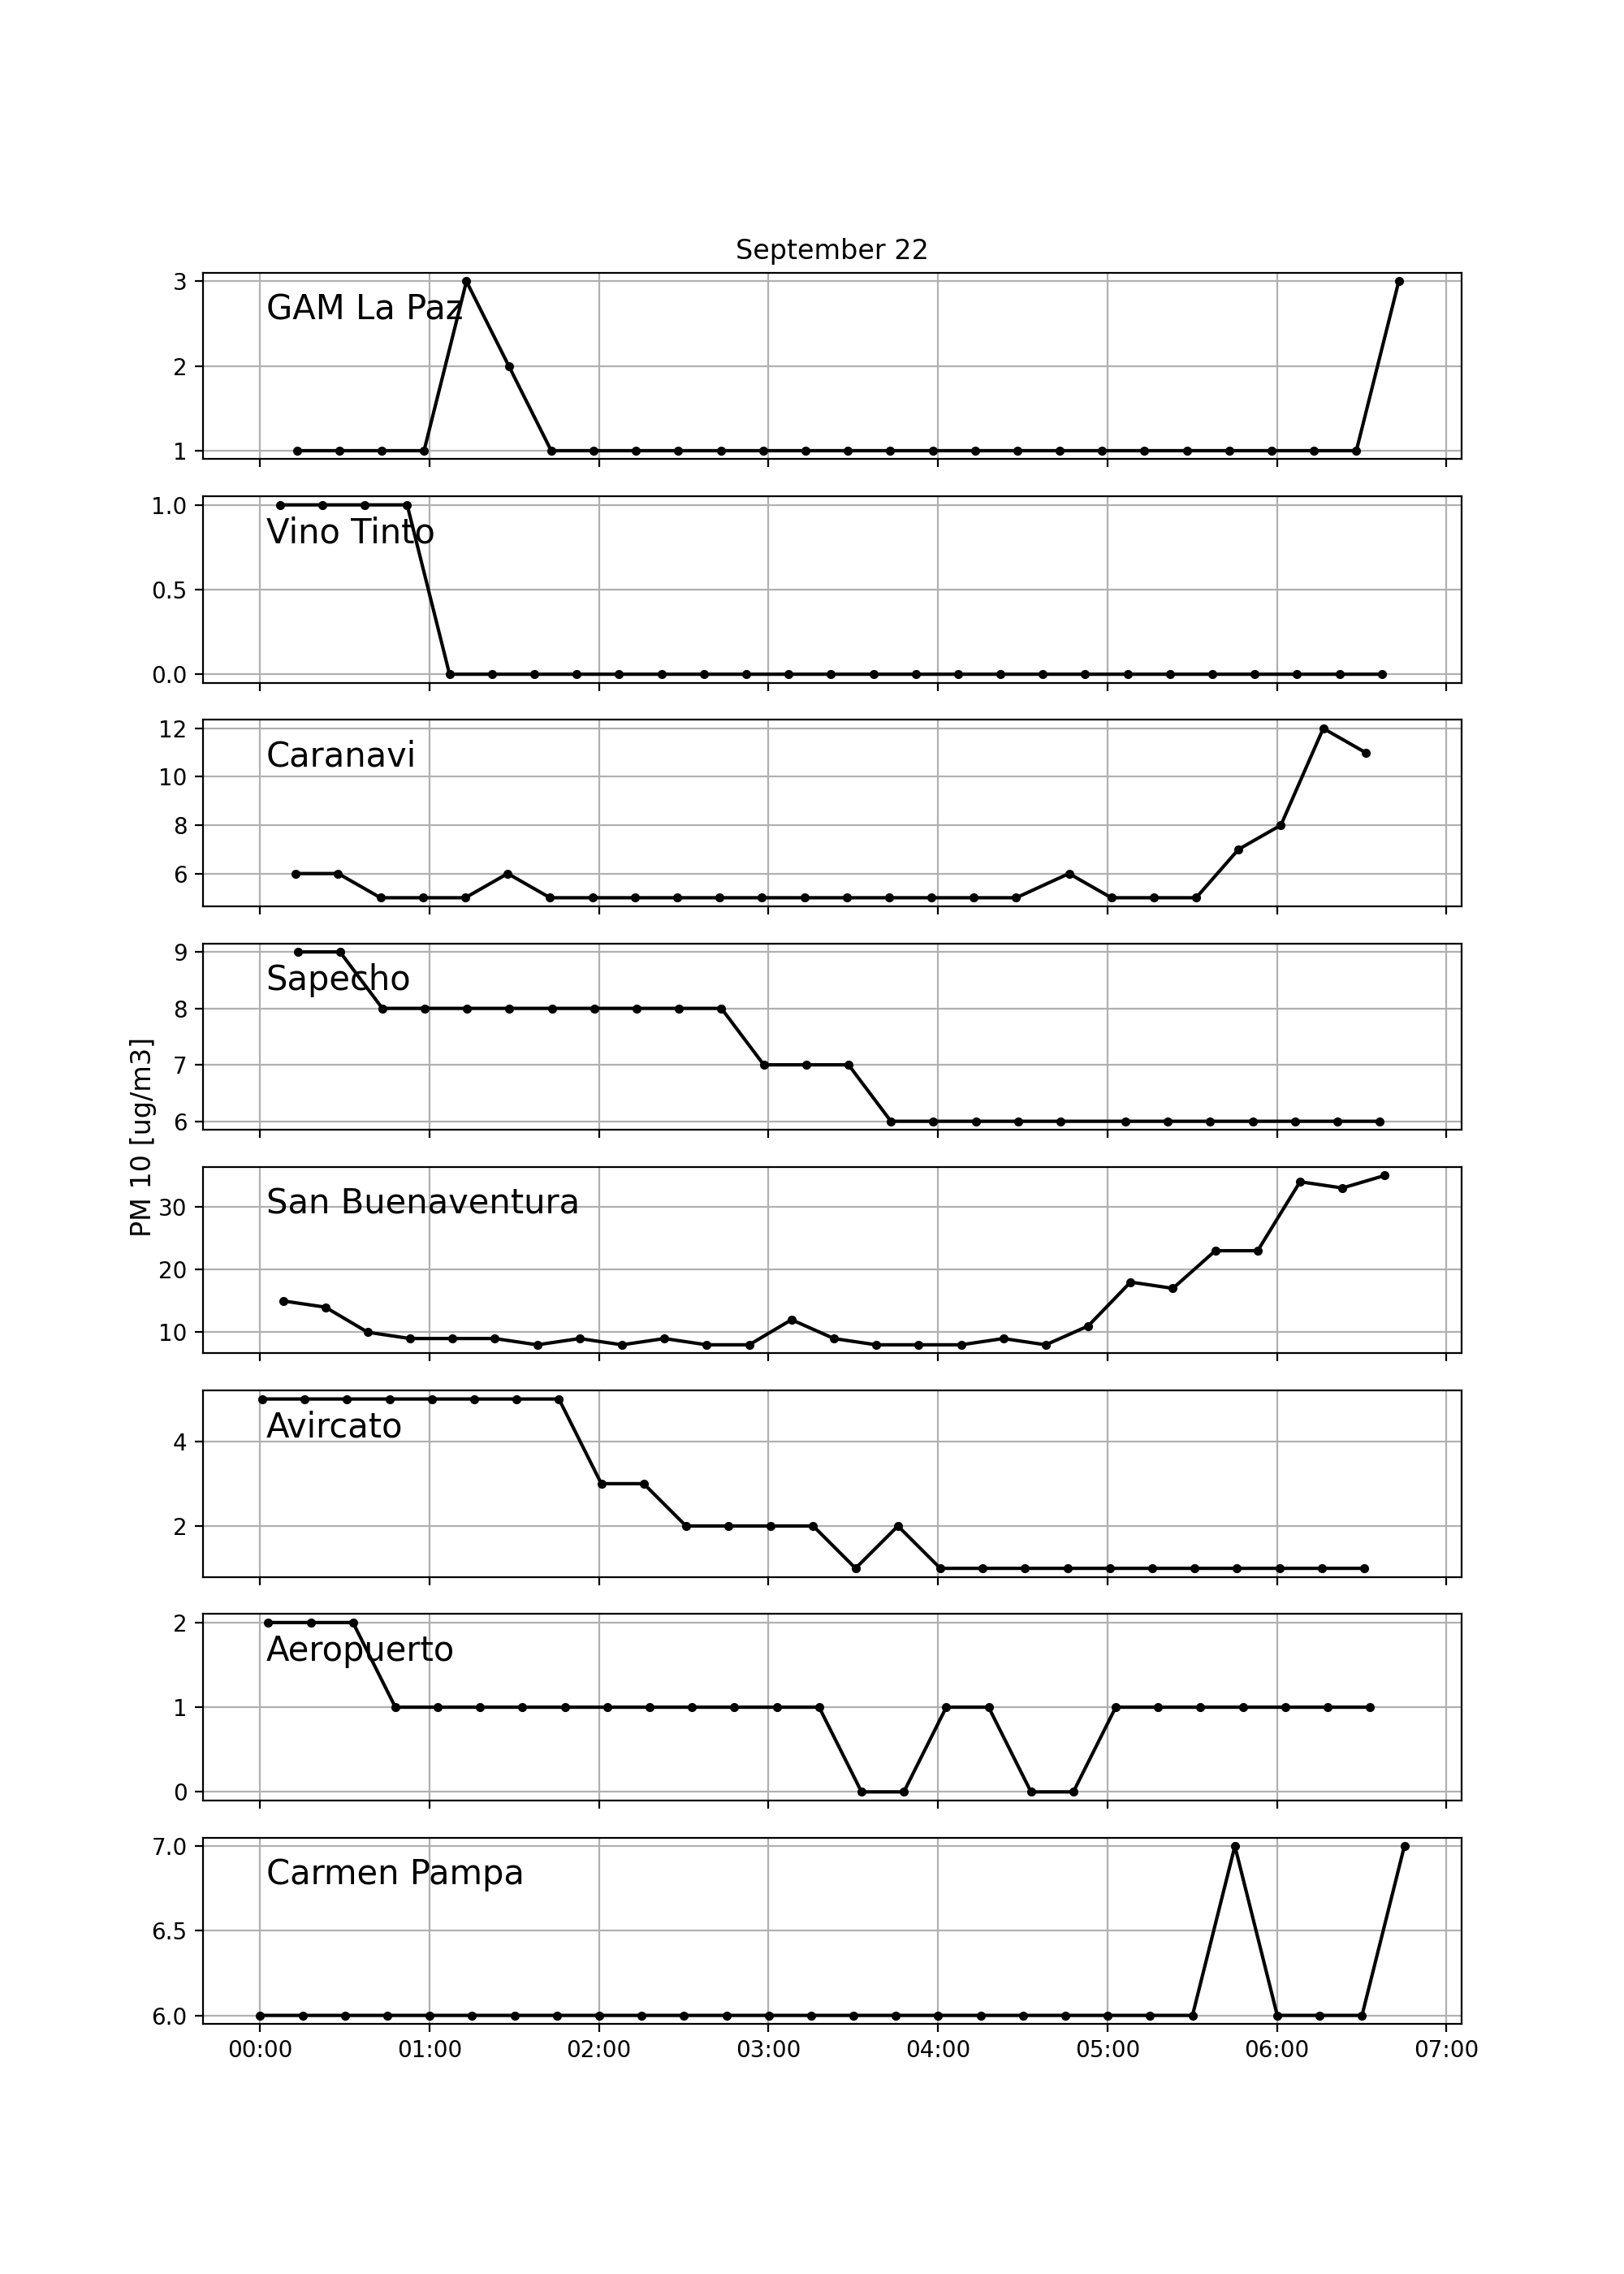 September 22
3
GAM La Paz
2
1
1.0
Vino Tinto
0.5
0.0
12
Caranavi
10
8
6
9
Sapecho
8
7
6
PM 10 [ug/m3]
San Buenaventura
30
20
10
Avircato
4
2
2
Aeropuerto
1
0
7.0
Carmen Pampa
6.5
6.0
00:00 01:00 02:00 03:00 04:00 05:00 06:00 07:00